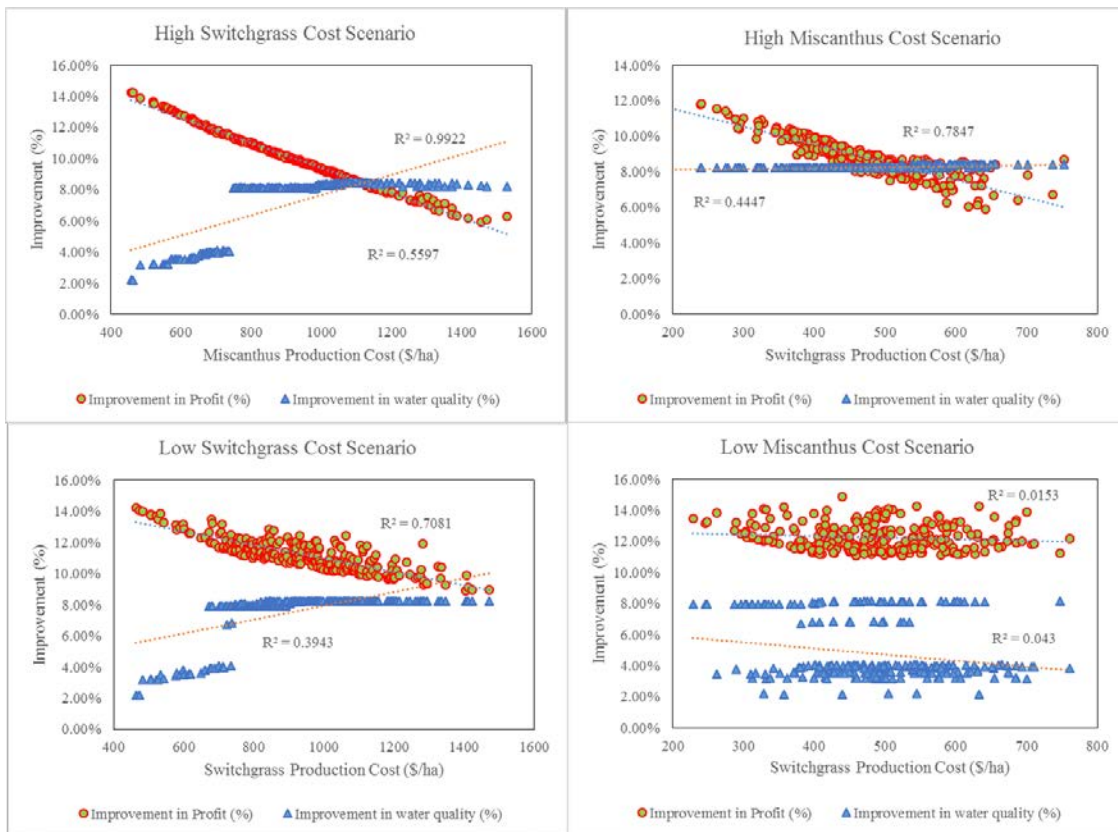 High Switchgrass Cost Scenario
16.00%
14.00%
12.00%
10.00%
8.00%
6.00%
4.00%
2.00%
0.00%
Improvement (%)
R² = 0.9922
R² = 0.5597
400 600 800 1000 1200 1400 1600
Miscanthus Production Cost ($/ha)
Improvement in Profit (%) Improvement in water quality (%)
High Miscanthus Cost Scenario
14.00%
12.00%
10.00%
8.00%
6.00%
4.00%
2.00%
0.00%
Improvement (%)
R² = 0.7847
R² = 0.4447
200 300 400 500 600 700 800
Switchgrass Production Cost ($/ha)
Improvement in Profit (%) Improvement in water quality (%)
Low Switchgrass Cost Scenario
16.00%
14.00%
12.00%
10.00%
8.00%
6.00%
4.00%
2.00%
0.00%
Improvement (%)
R² = 0.7081
R² = 0.3943
400 600 800 1000 1200 1400 1600
Switchgrass Production Cost ($/ha)
Improvement in Profit (%) Improvement in water quality (%)
Low Miscanthus Cost Scenario
16.00%
14.00%
12.00%
10.00%
8.00%
6.00%
4.00%
2.00%
0.00%
Improvement (%)
R² = 0.0153
R² = 0.043
200 300 400 500 600 700 800
Switchgrass Production Cost ($/ha)
Improvement in Profit (%) Improvement in water quality (%)